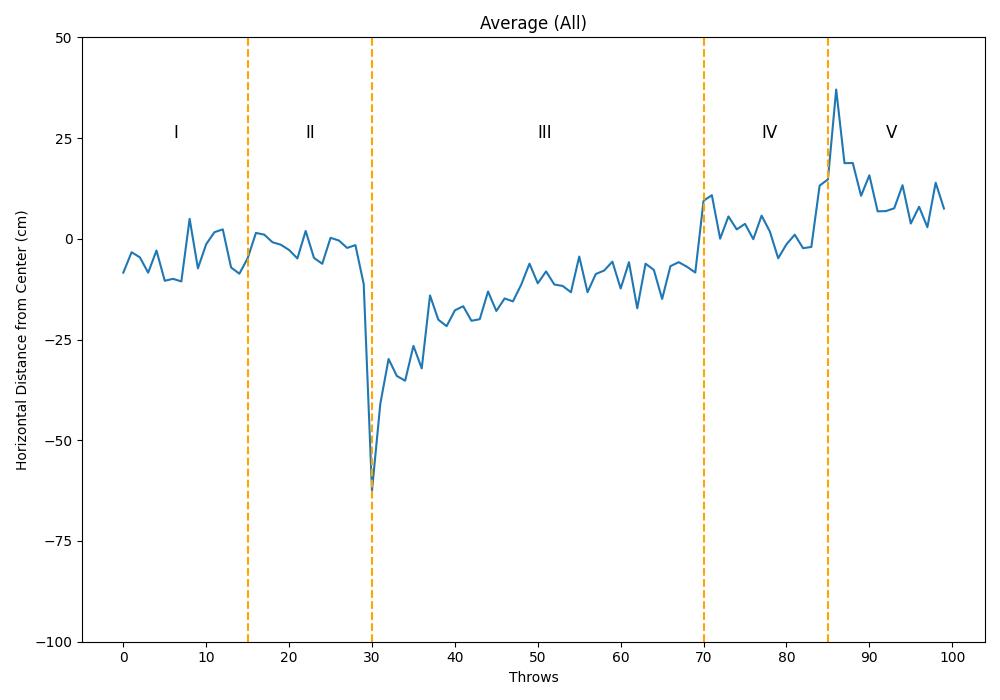 Average (All)
50
25
0
−25
−50
−75
−100
Horizontal Distance from Center (cm)
I II III IV V
0 10 20 30 40 50 60 70 80 90 100
Throws